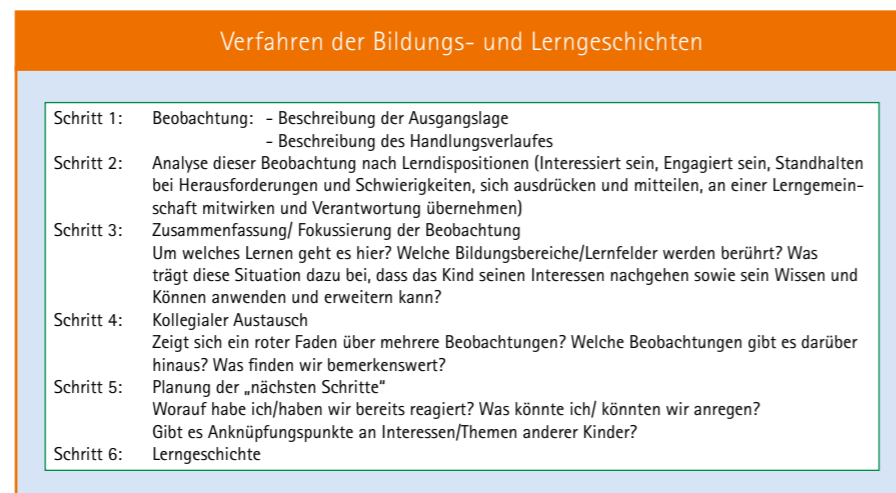 Verfahren der Bildungs- und Lerngeschichten
Schritt 1: Beobachtung: - Beschreibung der Ausgangslage
- Beschreibung des Handlungsverlaufes
Schritt 2: Analyse dieser Beobachtung nach Lerndispositionen (Interessiert sein, Engagiert sein, Standhalten
bei Herausforderungen und Schwierigkeiten, sich ausdrücken und mitteilen, an einer Lerngemein-
schaft mitwirken und Verantwortung übernehmen)
Schritt 3: Zusammenfassung/ Fokussierung der Beobachtung
Um welches Lernen geht es hier? Welche Bildungsbereiche/Lernfelder werden berührt? Was
trägt diese Situation dazu bei, dass das Kind seinen Interessen nachgehen sowie sein Wissen und
Können anwenden und erweitern kann?
Schritt 4: Kollegialer Austausch
Zeigt sich ein roter Faden über mehrere Beobachtungen? Welche Beobachtungen gibt es darüber
hinaus? Was finden wir bemerkenswert?
Schritt 5: Planung der „nächsten Schritte“
Worauf habe ich/haben wir bereits reagiert? Was könnte ich/ könnten wir anregen?
Gibt es Anknüpfungspunkte an Interessen/Themen anderer Kinder?
Schritt 6: Lerngeschichte